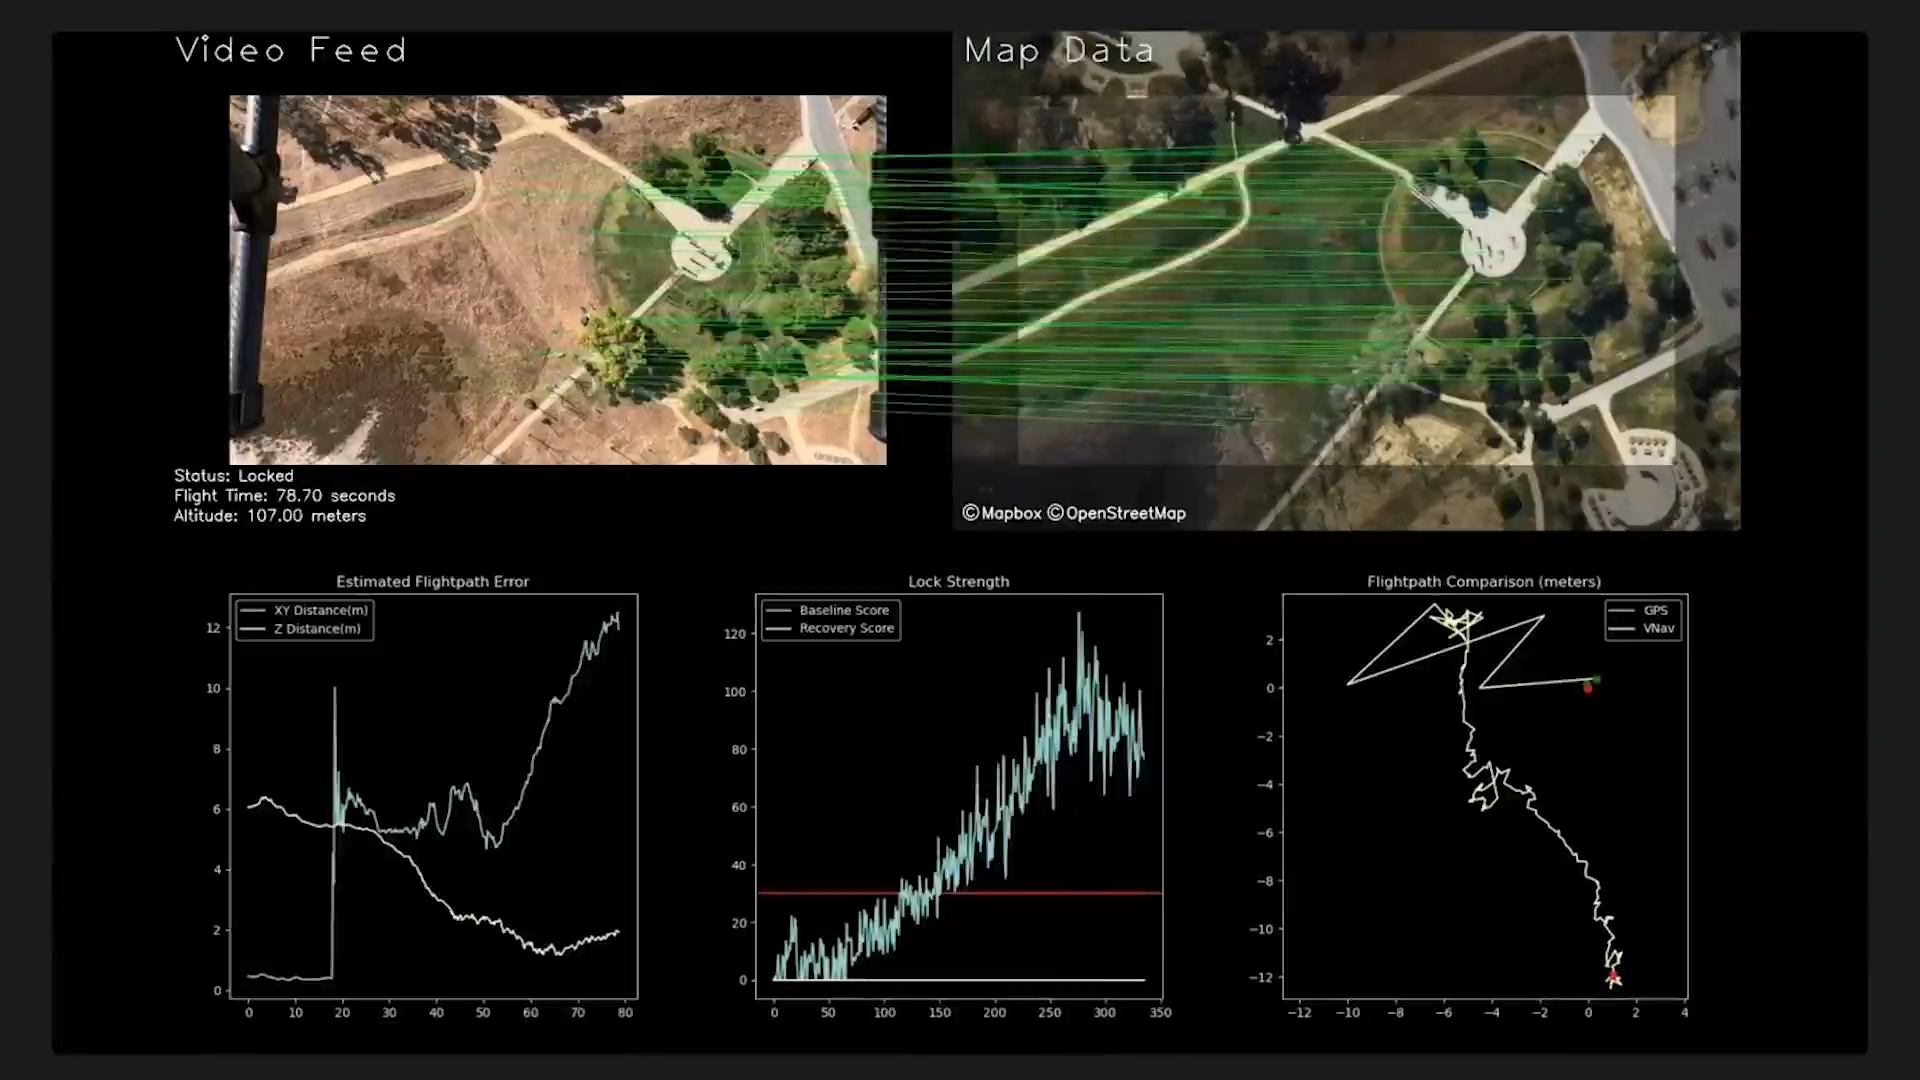 Video Feed
Map Data
Status: Locked
Flight Time: 78.70 seconds
Altitude: 107.00 meters
©Mapbox ©OpenStreetMap
Estimated Flightpath Error
XY Distance(m)
Z Distance(m)
12
10
8
6
4
2
0
0 10 20 30 40 50 60 70 80
Lock Strength
Baseline Score
Recovery Score
120
100
80
60
40
20
0
0 50 100 150 200 250 300 350
Flightpath Comparison (meters)
GPS
VNav
2
0
−2
−4
−6
−8
−10
−12
−12 −10 −8 −6 −4 −2 0 2 4